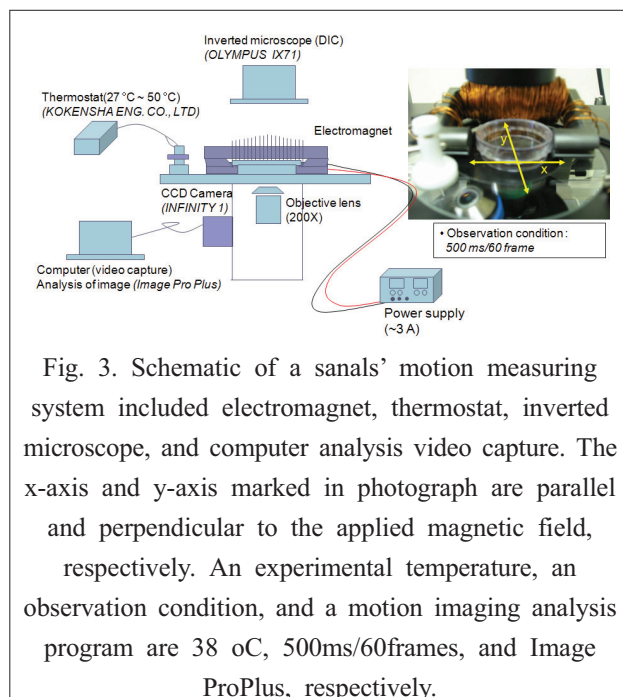 Inverted microscope (DIC)
(OLYMPUS IX71)
Thermostat(27 °C ~ 50 °C)
(KOKENSHA ENG. CO., LTD)
Electromagnet
CCD Camera
(INFINITY 1)
Objective lens
(200X)
Computer (video capture)
Analysis of image (Image Pro Plus)
Power supply
(~3 A)
y
x
• Observation condition :
500 ms/60 frame
Fig. 3. Schematic of a sanals’ motion measuring
system included electromagnet, thermostat, inverted
microscope, and computer analysis video capture. The
x-axis and y-axis marked in photograph are parallel
and perpendicular to the applied magnetic field,
respectively. An experimental temperature, an
observation condition, and a motion imaging analysis
program are 38 oC, 500ms/60frames, and Image
ProPlus, respectively.